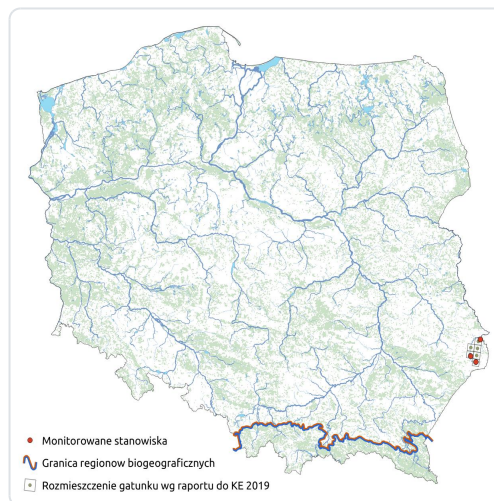 Monitorowane stanowiska
Granica regionow biogeograficznych
Rozmieszczenie gatunku wg raportu do KE 2019